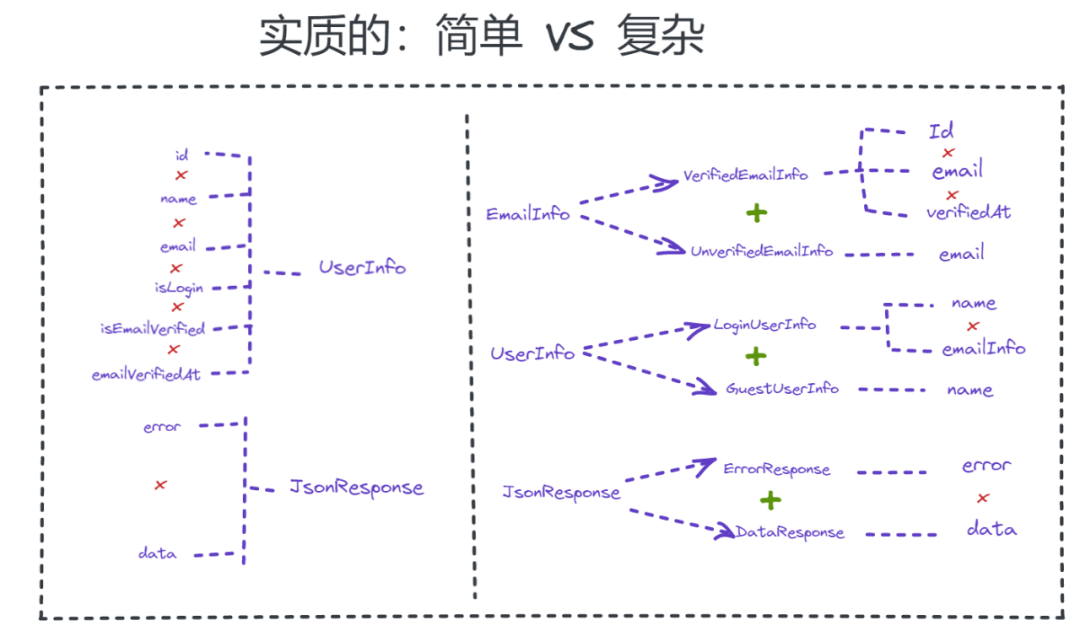 实质的：简单 VS 复杂
id
×
name
×
email
×
isLogin
×
isEmailVerified
×
emailVerifiedAt
UserInfo
error
×
data
JsonResponse
EmailInfo
VerifiedEmailInfo
+
UnverifiedEmailInfo
Id
×
email
×
verifiedAt
email
UserInfo
LoginUserInfo
+
GuestUserInfo
name
×
emailInfo
name
JsonResponse
ErrorResponse
+
DataResponse
error
×
data